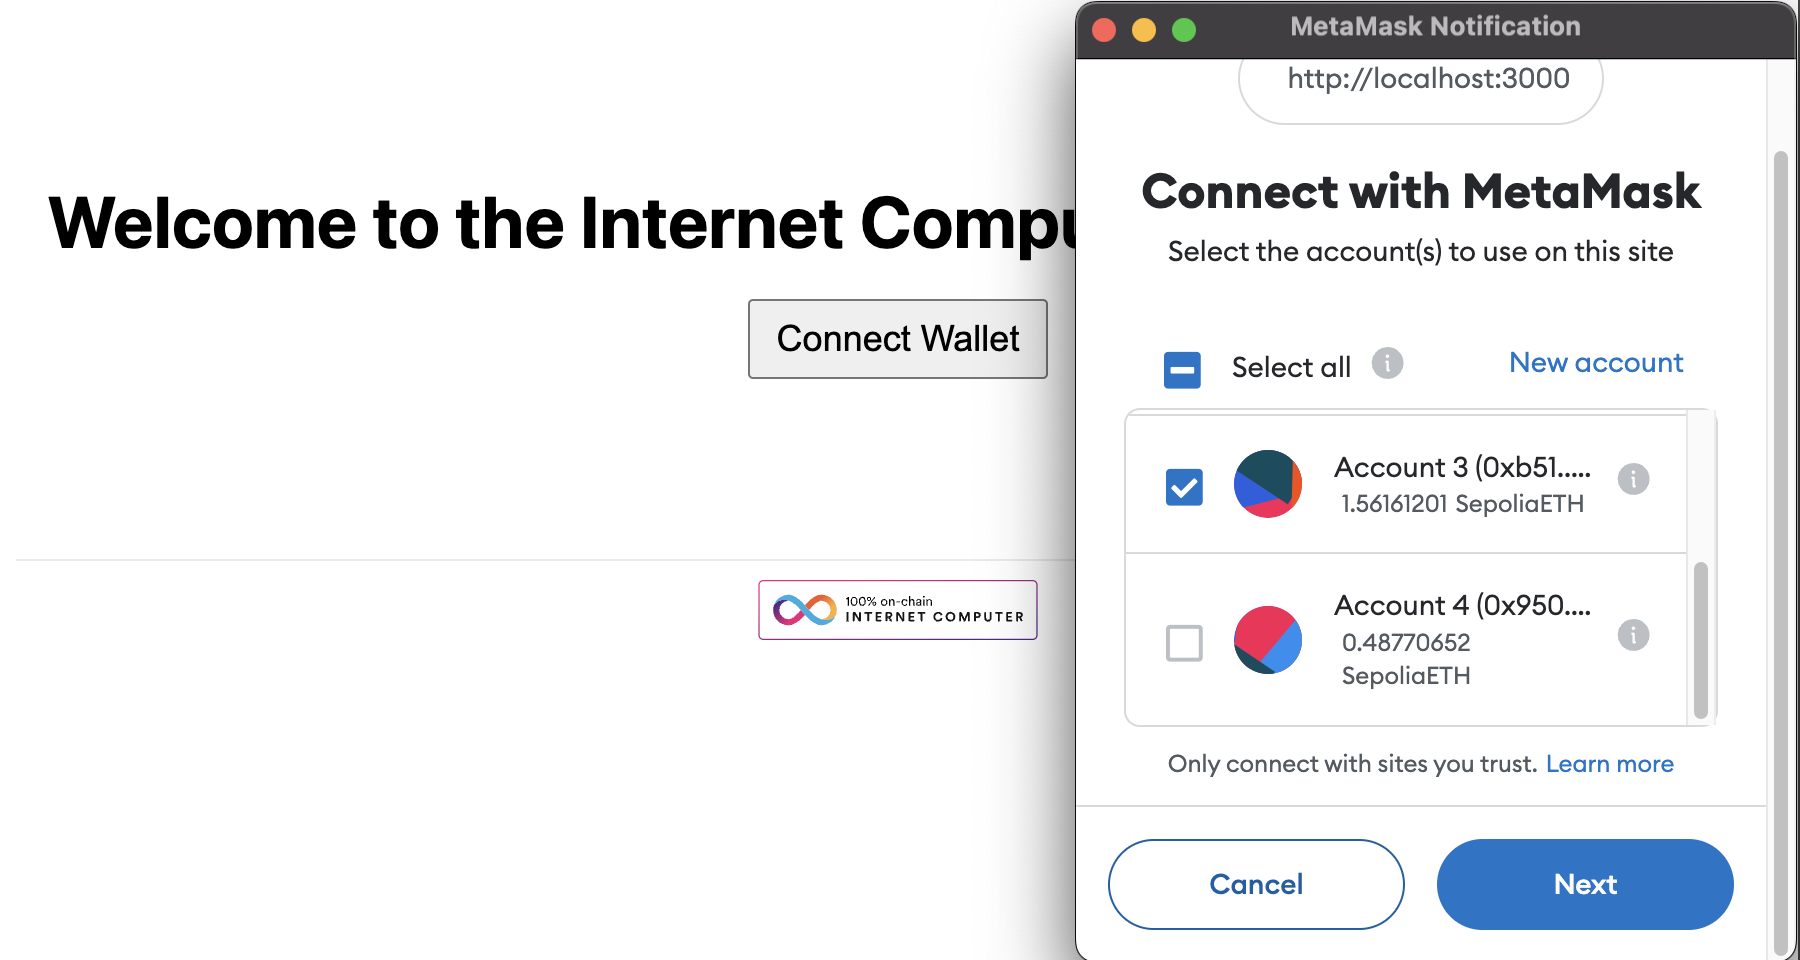 Welcome to the Internet Compu
Connect Wallet
100% on-chain
INTERNET COMPUTER
MetaMask Notification
http://localhost:3000
Connect with MetaMask
Select the account(s) to use on this site
Select all
New account
Account 3 (0xb51.....
1.56161201 SepoliaETH
Account 4 (0x950....
0.48770652
SepoliaETH
Only connect with sites you trust. Learn more
Cancel
Next